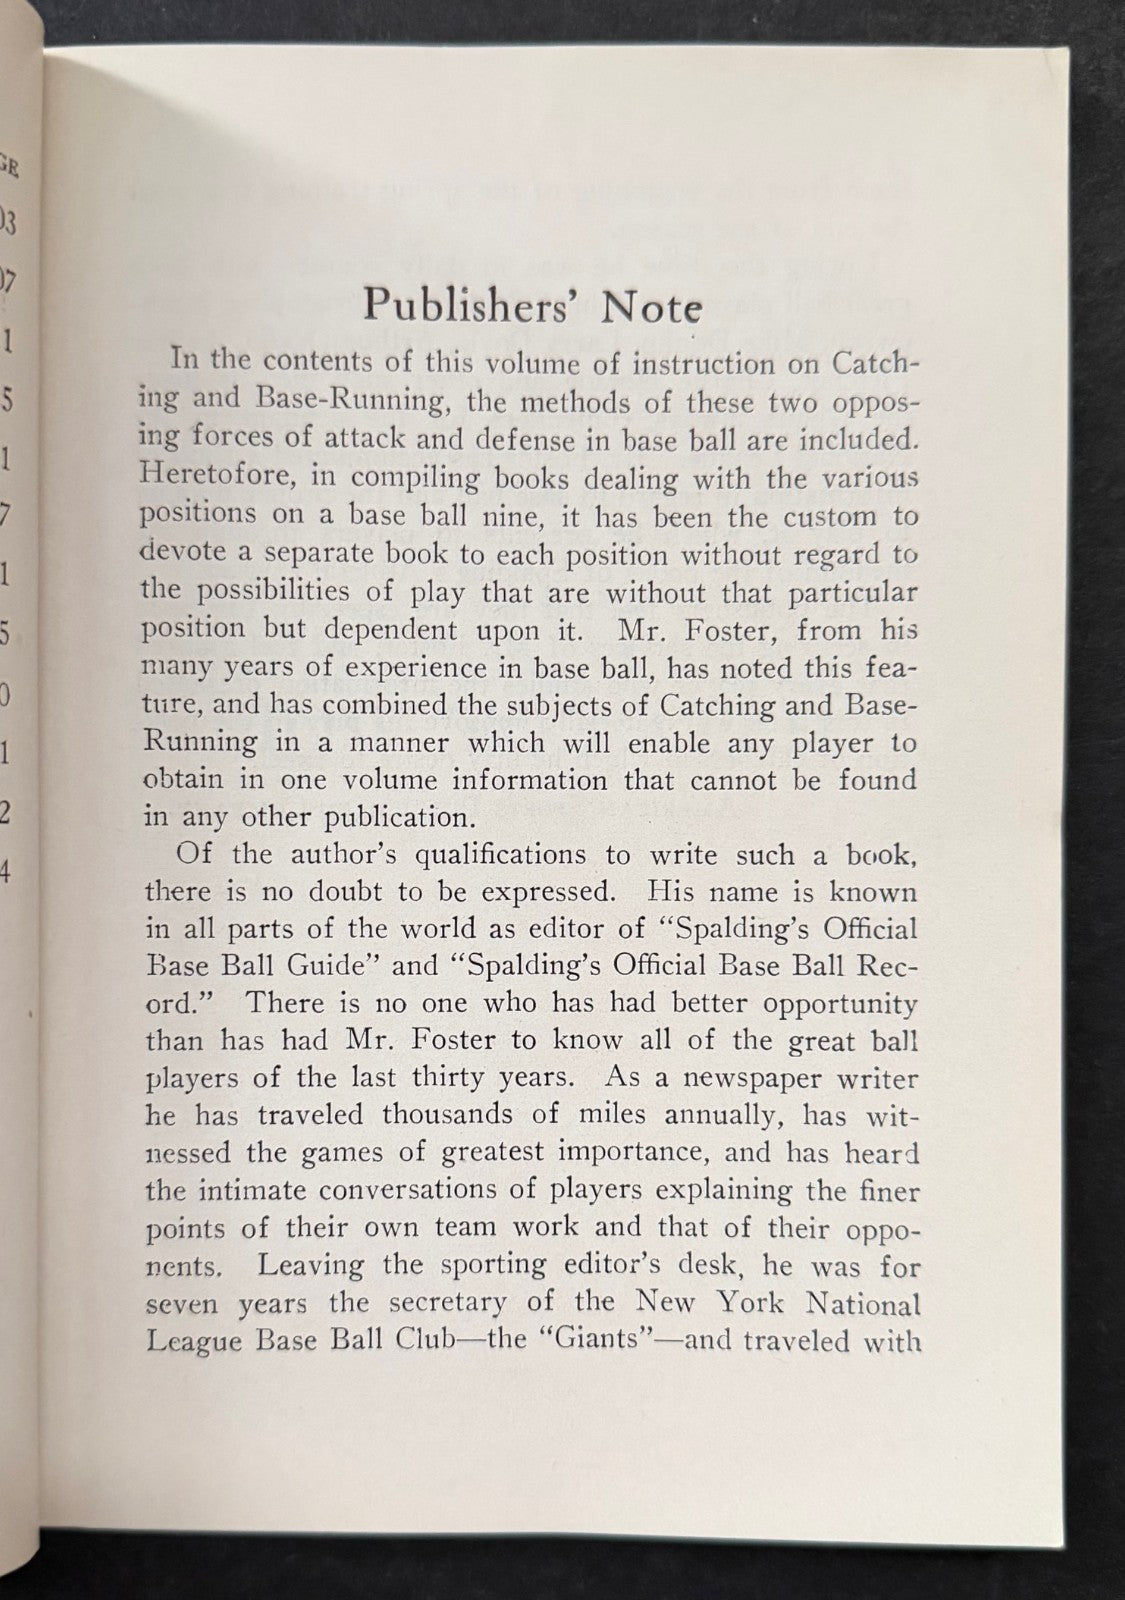 GE
03
07
1
5
1
7
1
5
0
1
2
4
Publishers' Note
In the contents of this volume of instruction on Catch-
ing and Base-Running, the methods of these two oppos-
ing forces of attack and defense in base ball are included.
Heretofore, in compiling books dealing with the various
positions on a base ball nine, it has been the custom to
devote a separate book to each position without regard to
the possibilities of play that are without that particular
position but dependent upon it. Mr. Foster, from his
many years of experience in base ball, has noted this fea-
ture, and has combined the subjects of Catching and Base-
Running in a manner which will enable any player to
obtain in one volume information that cannot be found
in any other publication.
Of the author's qualifications to write such a book,
there is no doubt to be expressed. His name is known
in all parts of the world as editor of “Spalding's Official
Base Ball Guide” and “Spalding's Official Base Ball Rec-
ord.” There is no one who has had better opportunity
than has had Mr. Foster to know all of the great ball
players of the last thirty years. As a newspaper writer
he has traveled thousands of miles annually, has wit-
nessed the games of greatest importance, and has heard
the intimate conversations of players explaining the finer
points of their own team work and that of their oppo-
nents. Leaving the sporting editor's desk, he was for
seven years the secretary of the New York National
League Base Ball Club—the “Giants”—and traveled with